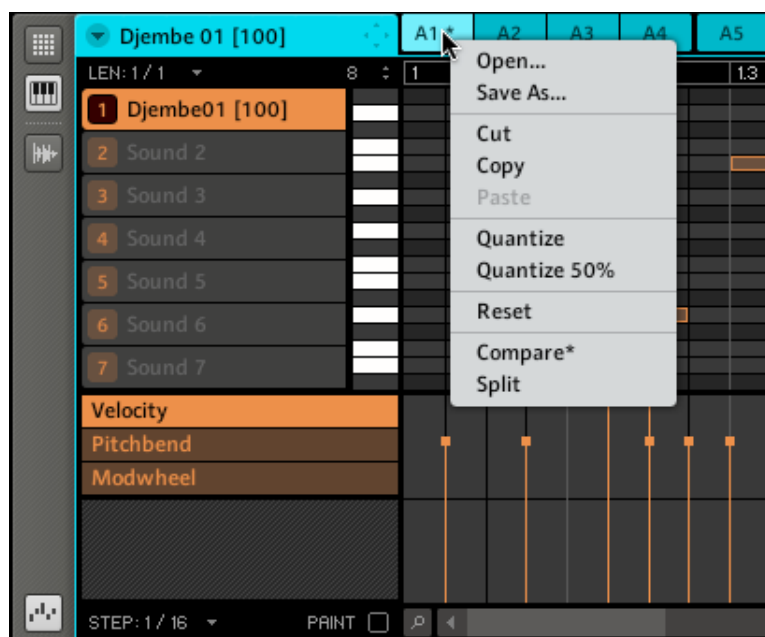 Djembe 01 [100]
A1* A2 A3 A4 A5
LEN: 1 / 1 8 1 1.3
1 Djembe01 [100]
2 Sound 2
3 Sound 3
4 Sound 4
5 Sound 5
6 Sound 6
7 Sound 7
Open...
Save As...
Cut
Copy
Paste
Quantize
Quantize 50%
Reset
Compare*
Split
Velocity
Pitchbend
Modwheel
STEP: 1 / 16 PAINT